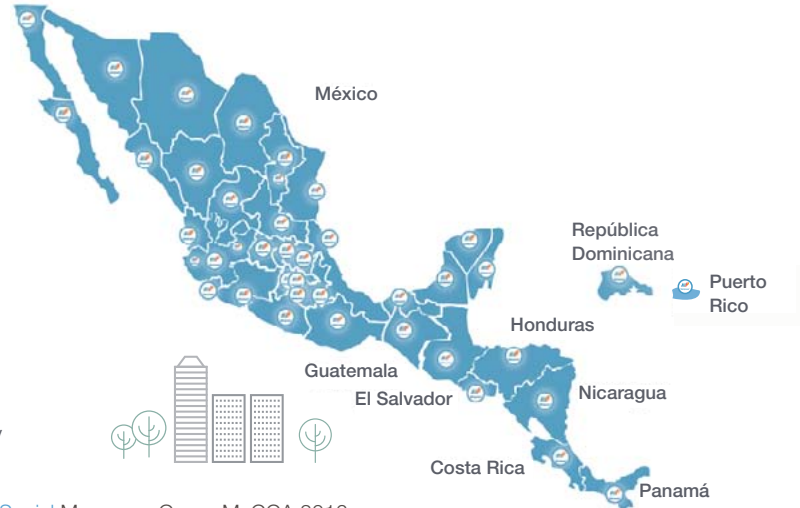 México
República
Dominicana
Puerto
Rico
Honduras
Guatemala
El Salvador
Nicaragua
Costa Rica
Panamá